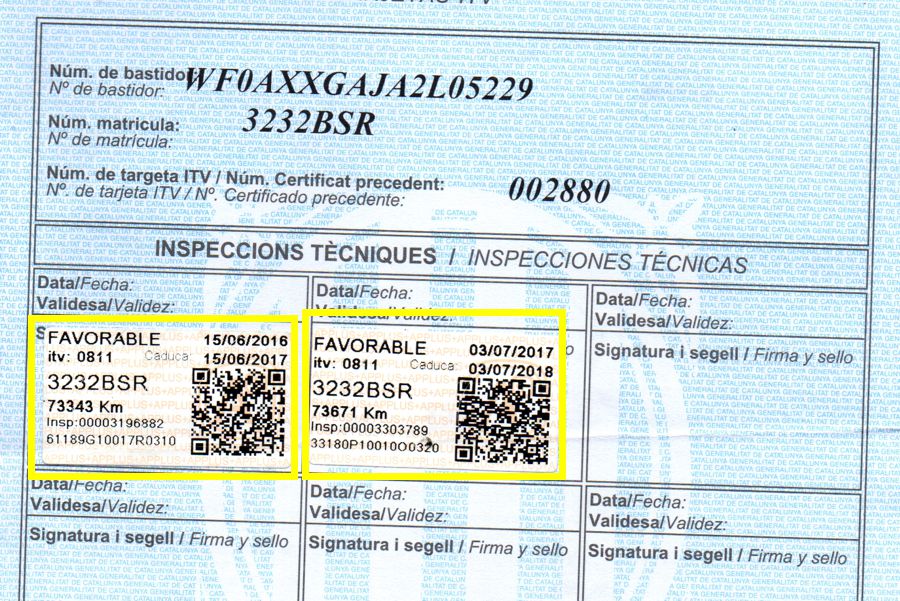 Núm. de bastidor WF0AXXGAJA2L05229
Nº de bastidor:
Núm. matricula: 3232BSR
Nº de matrícula:
Núm. de targeta ITV / Núm. Certificat precedent: 002880
Nº. de tarjeta ITV / Nº. Certificado precedente:
INSPECCIONS TÈCNIQUES / INSPECCIONES TÉCNICAS
Data/Fecha:
Validesa/Validez:
Data/Fecha:
Validesa/Validez:
Data/Fecha:
Validesa/Validez:
Signatura i segell / Firma y sello
FAVORABLE 15/06/2016
itv: 0811 Caduca: 15/06/2017
3232BSR
73343 Km
Insp:00003196882
61189G10017R0310
FAVORABLE 03/07/2017
itv: 0811 Caduca: 03/07/2018
3232BSR
73671 Km
Insp:00003303789
33180P10010O0320
Data/Fecha:
Validesa/Validez:
Signatura i segell / Firma y sello
Data/Fecha:
Validesa/Validez:
Signatura i segell / Firma y sello
Data/Fecha:
Validesa/Validez:
Signatura i segell / Firma y sello